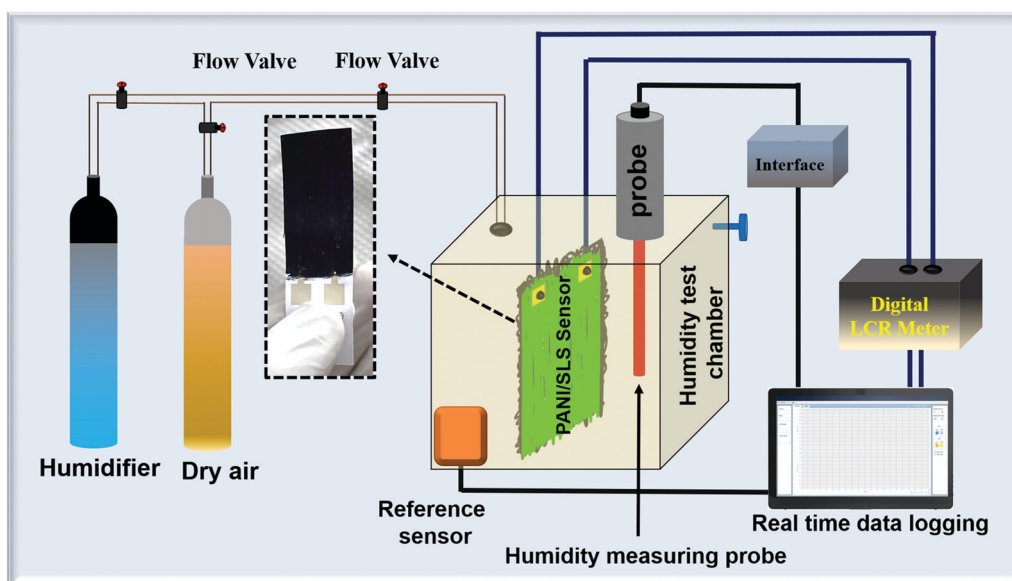 Flow Valve
Flow Valve
probe
Interface
PANI/SLS Sensor
Humidity test
chamber
Digital
LCR Meter
Humidifier
Dry air
Reference
sensor
Humidity measuring probe
Real time data logging